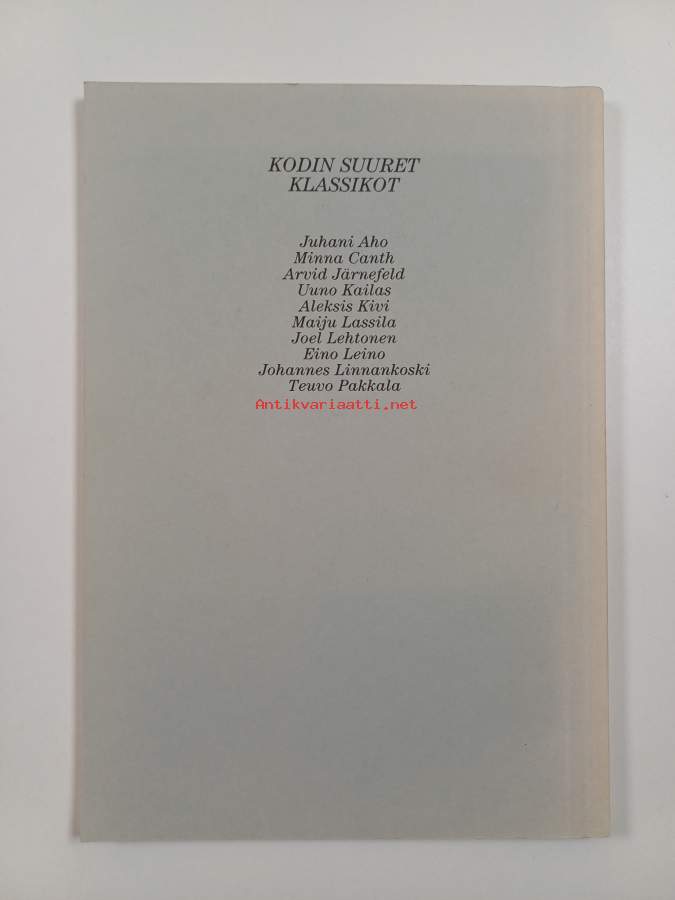 KODIN SUURET
KLASSIKOT
Juhani Aho
Minna Canth
Arvid Järnefeld
Uuno Kailas
Aleksis Kivi
Maiju Lassila
Joel Lehtonen
Eino Leino
Johannes Linnankoski
Teuvo Pakkala
Antikvariaatti.net